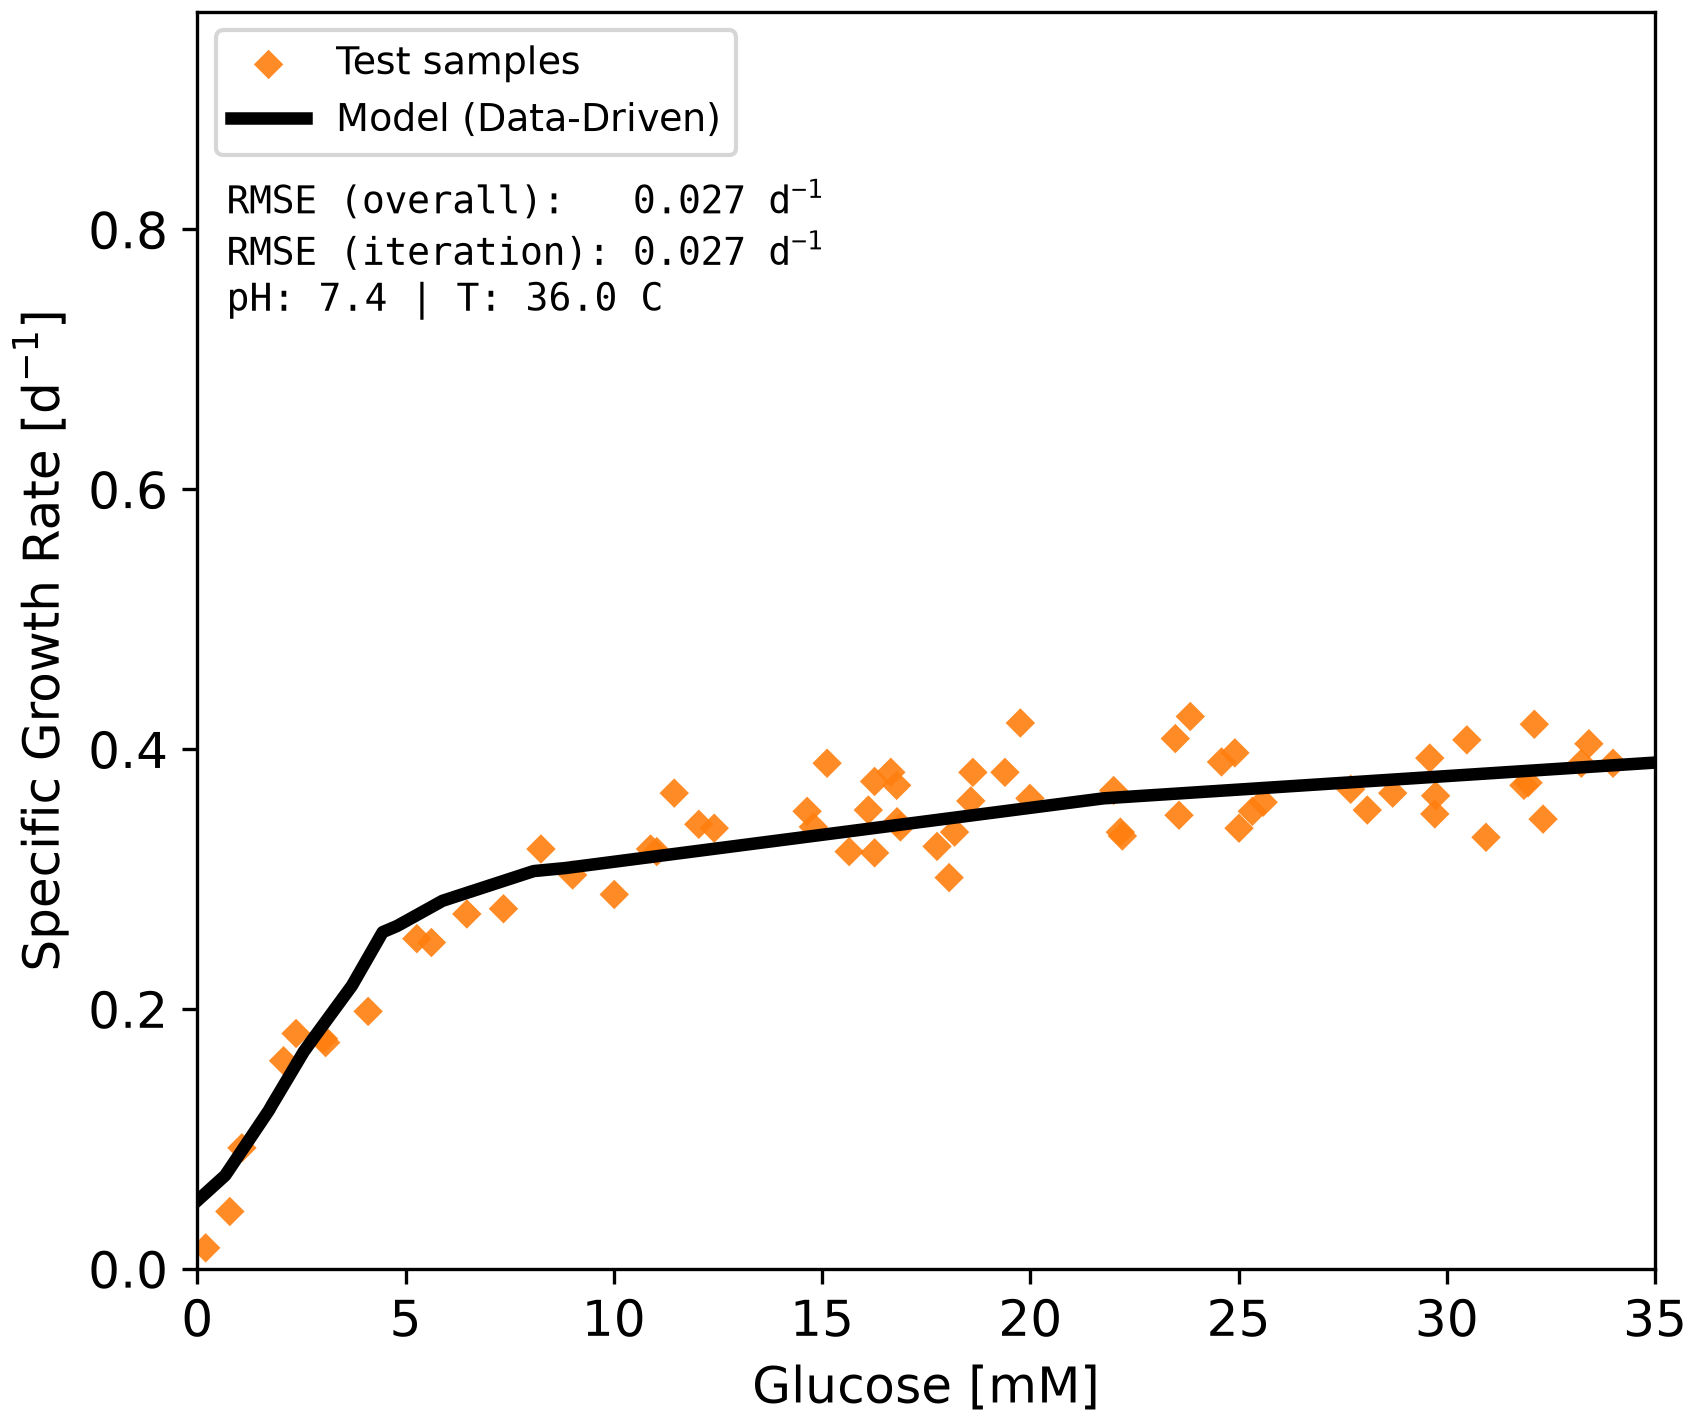 Test samples
Model (Data-Driven)
RMSE (overall):   0.027 d⁻¹
RMSE (iteration): 0.027 d⁻¹
pH: 7.4 | T: 36.0 C
Specific Growth Rate [d⁻¹]
0.8
0.6
0.4
0.2
0.0
0 5 10 15 20 25 30 35
Glucose [mM]